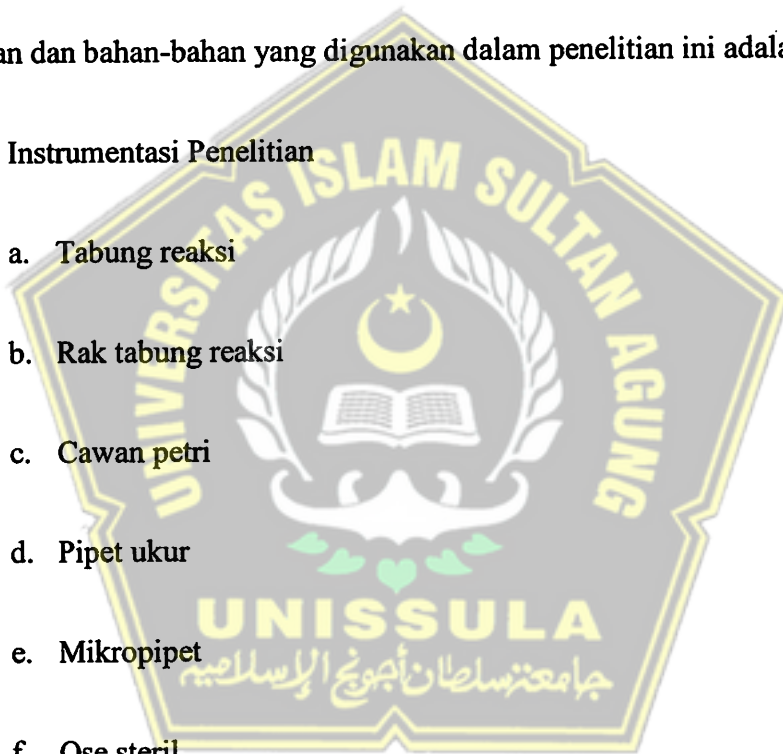 dan bahan-bahan yang digunakan dalam penelitian ini
Instrumentasi Penelitian
a. Tabung reaksi
b. Rak tabung reaksi
c. Cawan petri
d. Pipet ukur
e. Mikropipet
f. Ose steril
UNIVERSITAS ISLAM SULTAN AGUNG
UNISSULA
جامعة سلطان أجونج الإسلامية